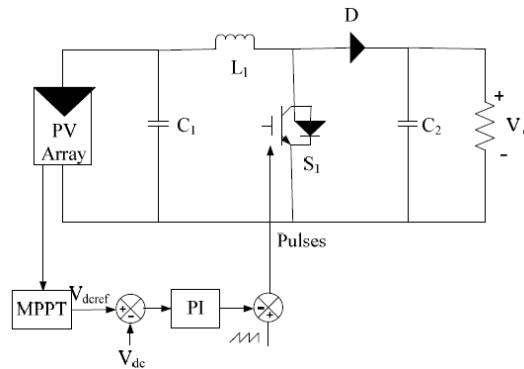 D
L1
PV
Array
C1
S1
C2
+
V
-
Pulses
MPPT
Vdcref
+
-
PI
-
+
Vdc